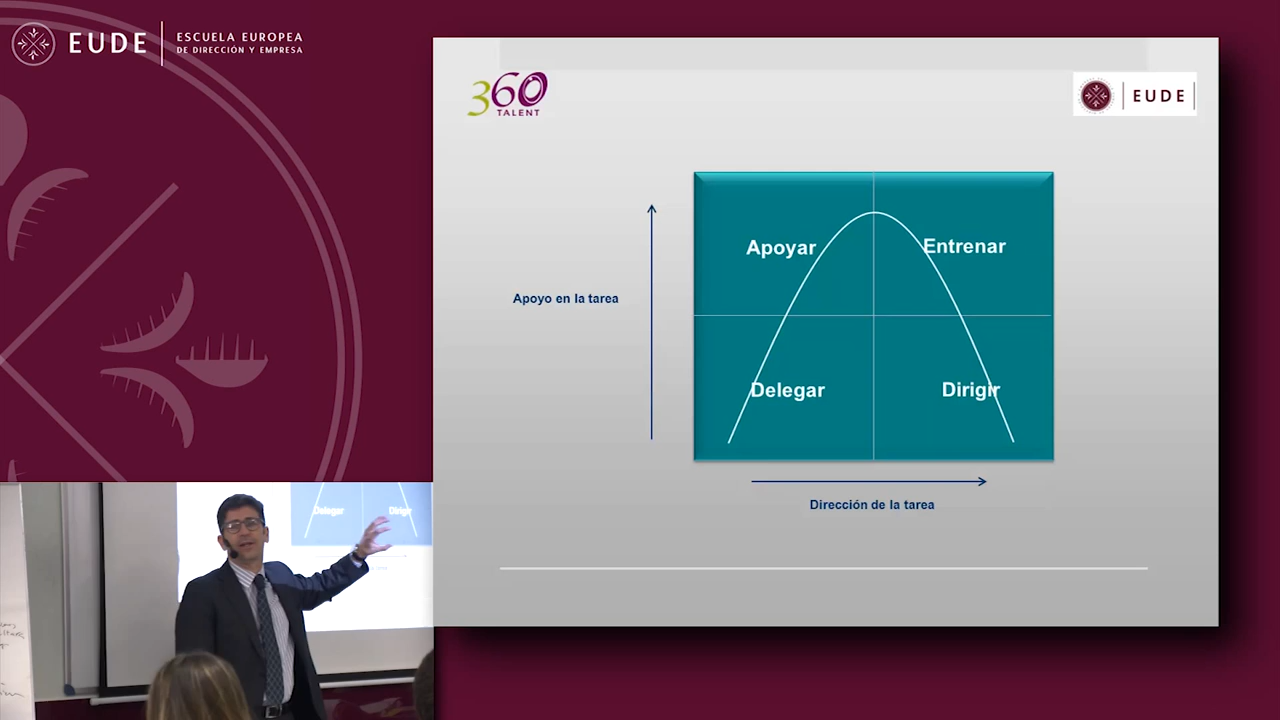 EUDE
ESCUELA EUROPEA
DE DIRECCIÓN Y EMPRESA
360
TALENT
EUDE
Apoyar
Entrenar
Apoyo en la tarea
Delegar
Dirigir
Dirección de la tarea
Delegar
Dirigir